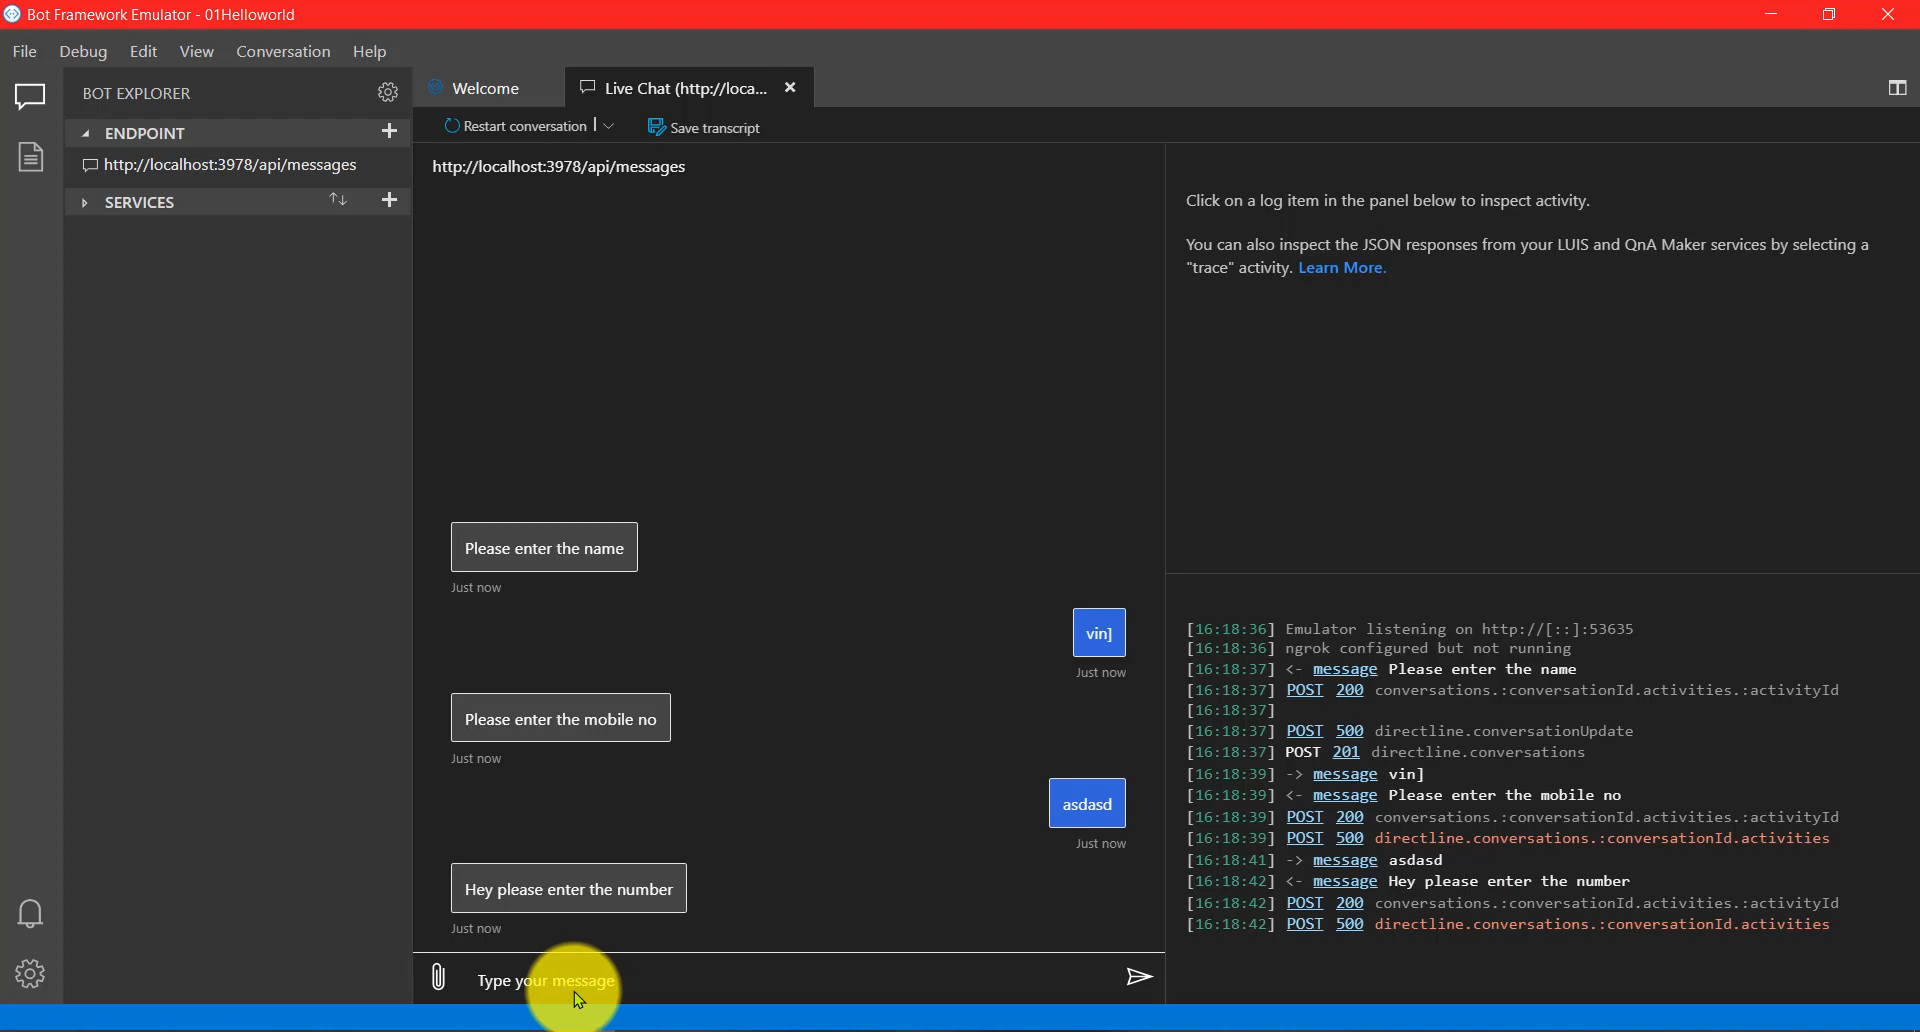 Bot Framework Emulator - 01Helloworld
File Debug Edit View Conversation Help
BOT EXPLORER
ENDPOINT
http://localhost:3978/api/messages
SERVICES
Welcome
Live Chat (http://loca...
Restart conversation
Save transcript
http://localhost:3978/api/messages
Please enter the name
Just now
vin]
Just now
Please enter the mobile no
Just now
asdasd
Just now
Hey please enter the number
Just now
Type your message
Click on a log item in the panel below to inspect activity.
You can also inspect the JSON responses from your LUIS and QnA Maker services by selecting a
"trace" activity. Learn More.
[16:18:36] Emulator listening on http://[::]:53635
[16:18:36] ngrok configured but not running
[16:18:37] <- message Please enter the name
[16:18:37] POST 200 conversations.:conversationId.activities.:activityId
[16:18:37]
[16:18:37] POST 500 directline.conversationUpdate
[16:18:37] POST 201 directline.conversations
[16:18:39] -> message vin]
[16:18:39] <- message Please enter the mobile no
[16:18:39] POST 200 conversations.:conversationId.activities.:activityId
[16:18:39] POST 500 directline.conversations.:conversationId.activities
[16:18:41] -> message asdasd
[16:18:42] <- message Hey please enter the number
[16:18:42] POST 200 conversations.:conversationId.activities.:activityId
[16:18:42] POST 500 directline.conversations.:conversationId.activities